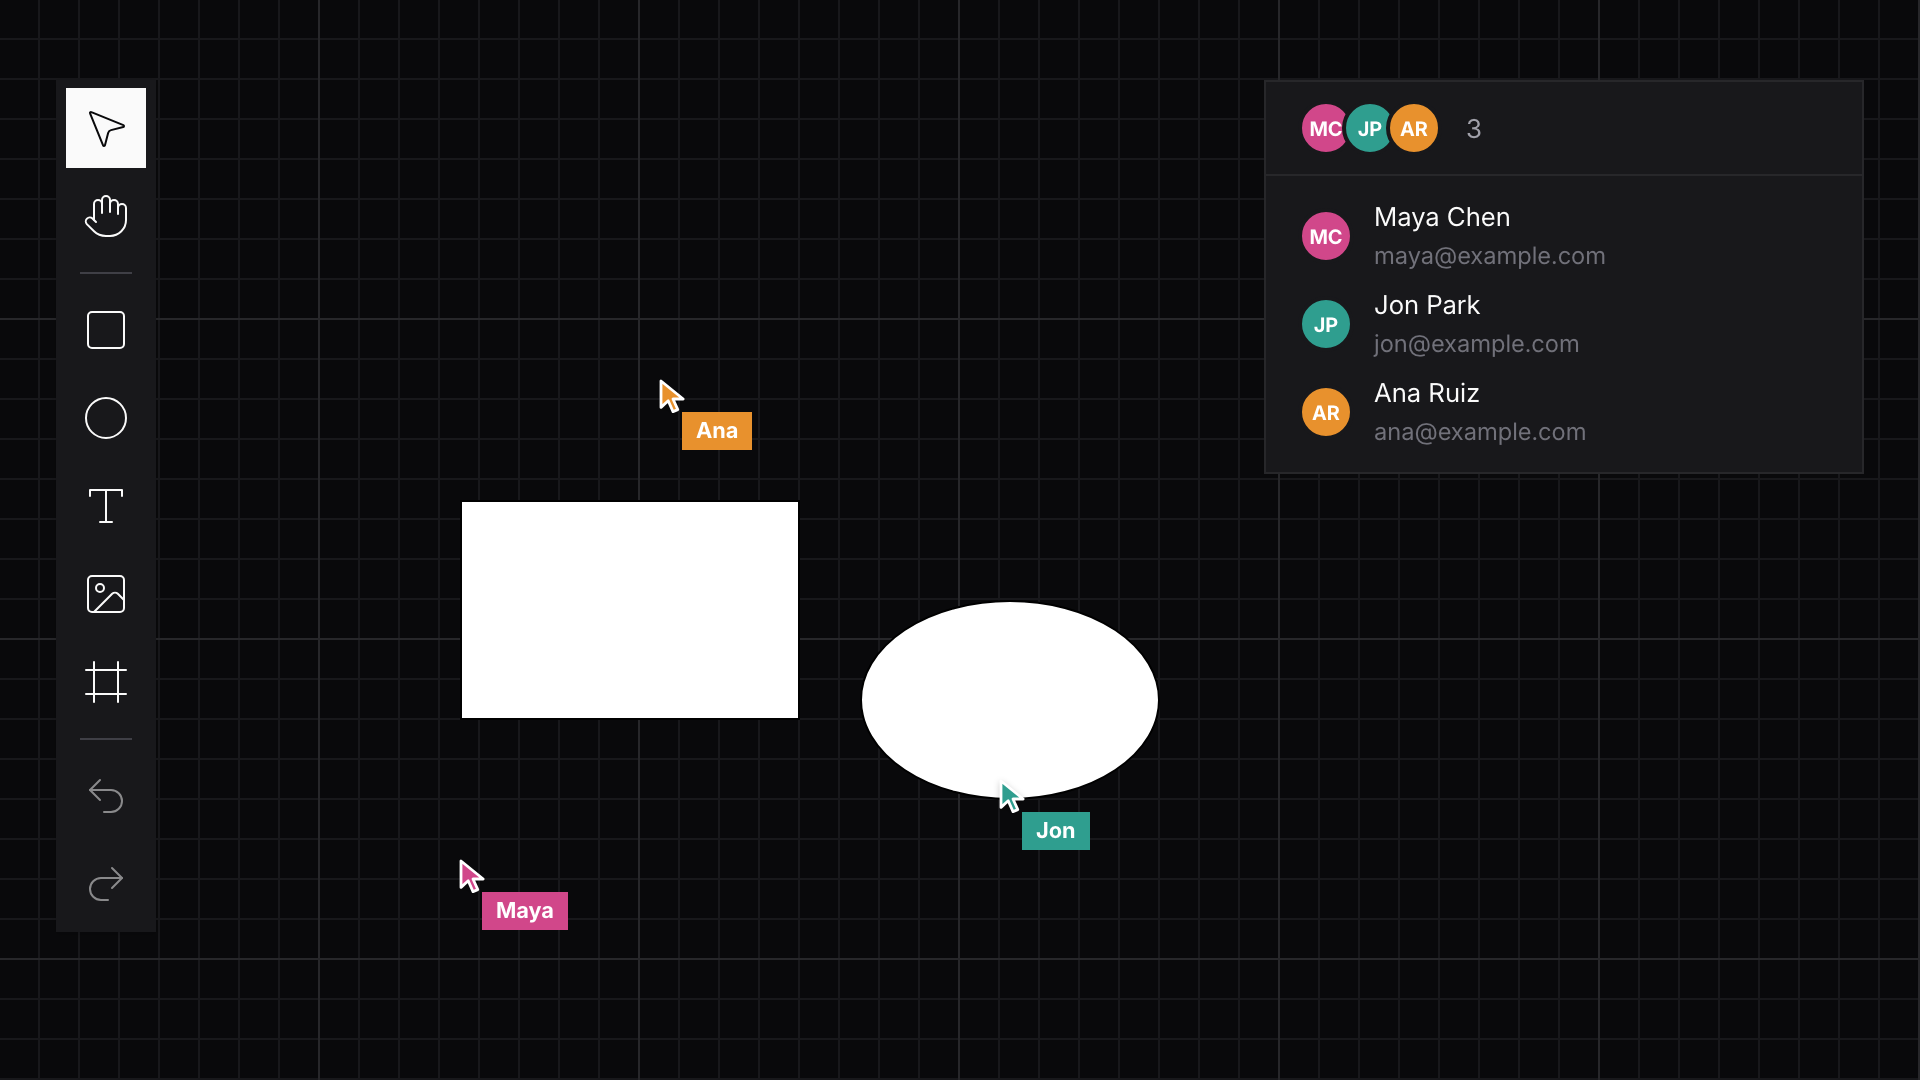 MC JP AR 3
MC
Maya Chen
maya@example.com
JP
Jon Park
jon@example.com
AR
Ana Ruiz
ana@example.com
Ana
Jon
Maya